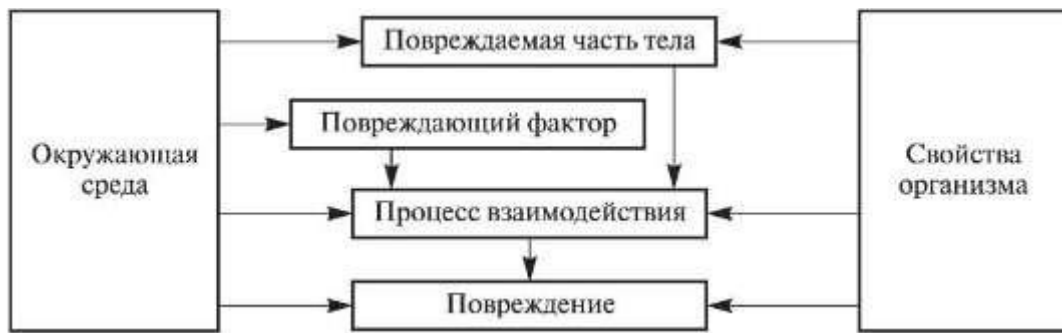 Повреждаемая часть тела
Повреждающий фактор
Окружающая
среда
Свойства
организма
Процесс взаимодействия
Повреждение